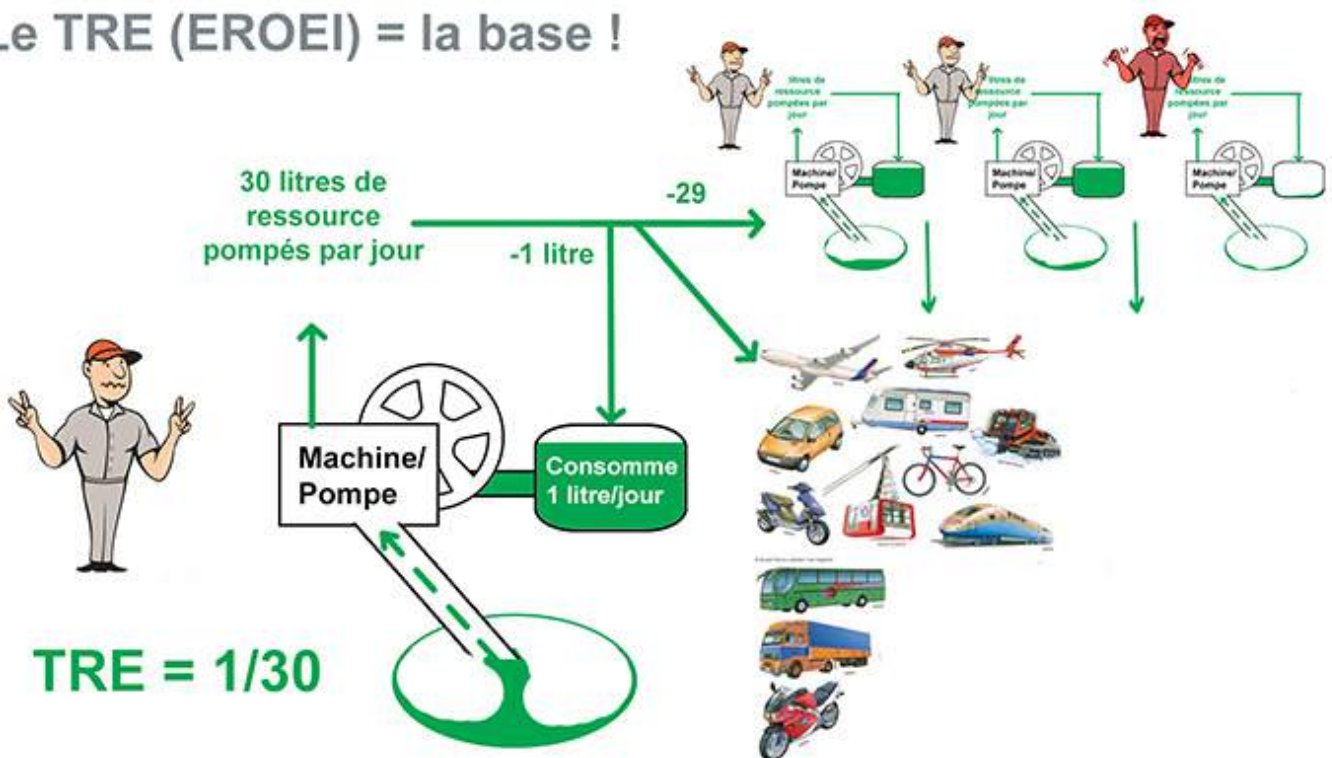 Le TRE (EROEI) = la base !
litres de
ressource
pompées par
jour
Machine/
Pompe
litres de
ressource
pompées par
jour
Machine/
Pompe
litres de
ressource
pompées par
jour
Machine/
Pompe
30 litres de
ressource
pompés par jour
-29
-1 litre
Machine/
Pompe
Consomme
1 litre/jour
TRE = 1/30